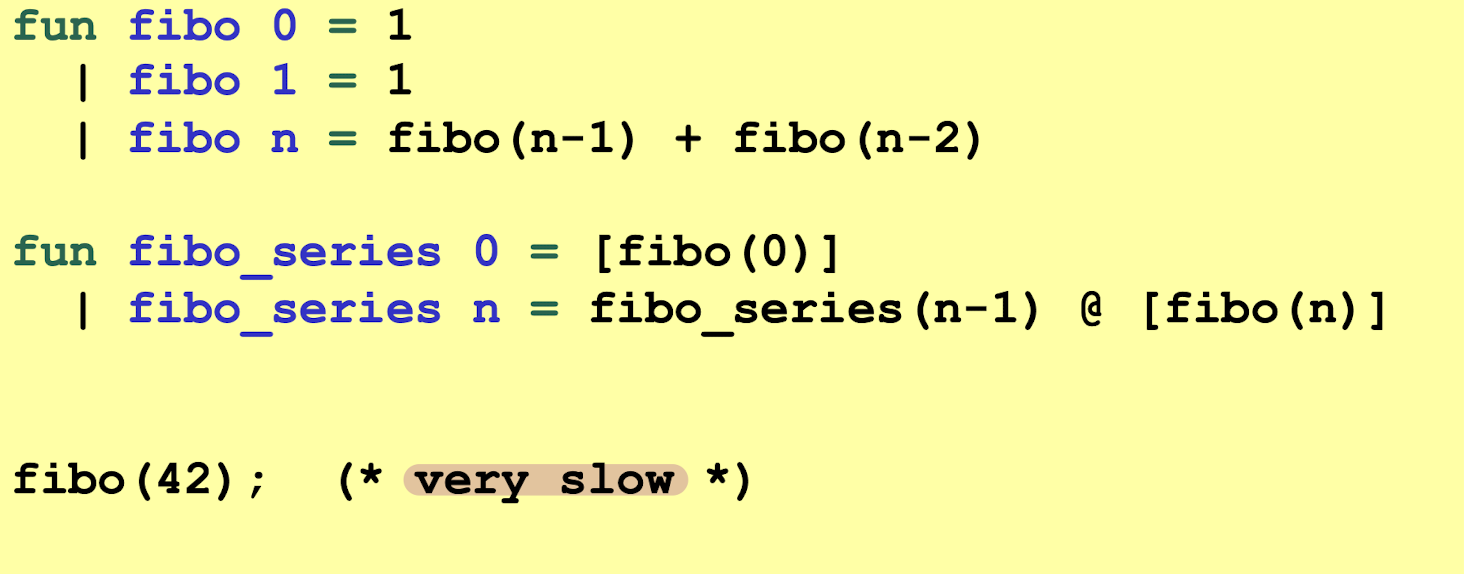 fun fibo 0 = 1
  | fibo 1 = 1
  | fibo n = fibo(n-1) + fibo(n-2)
fun fibo_series 0 = [fibo(0)]
  | fibo_series n = fibo_series(n-1) @ [fibo(n)]
fibo(42);  (* very slow *)